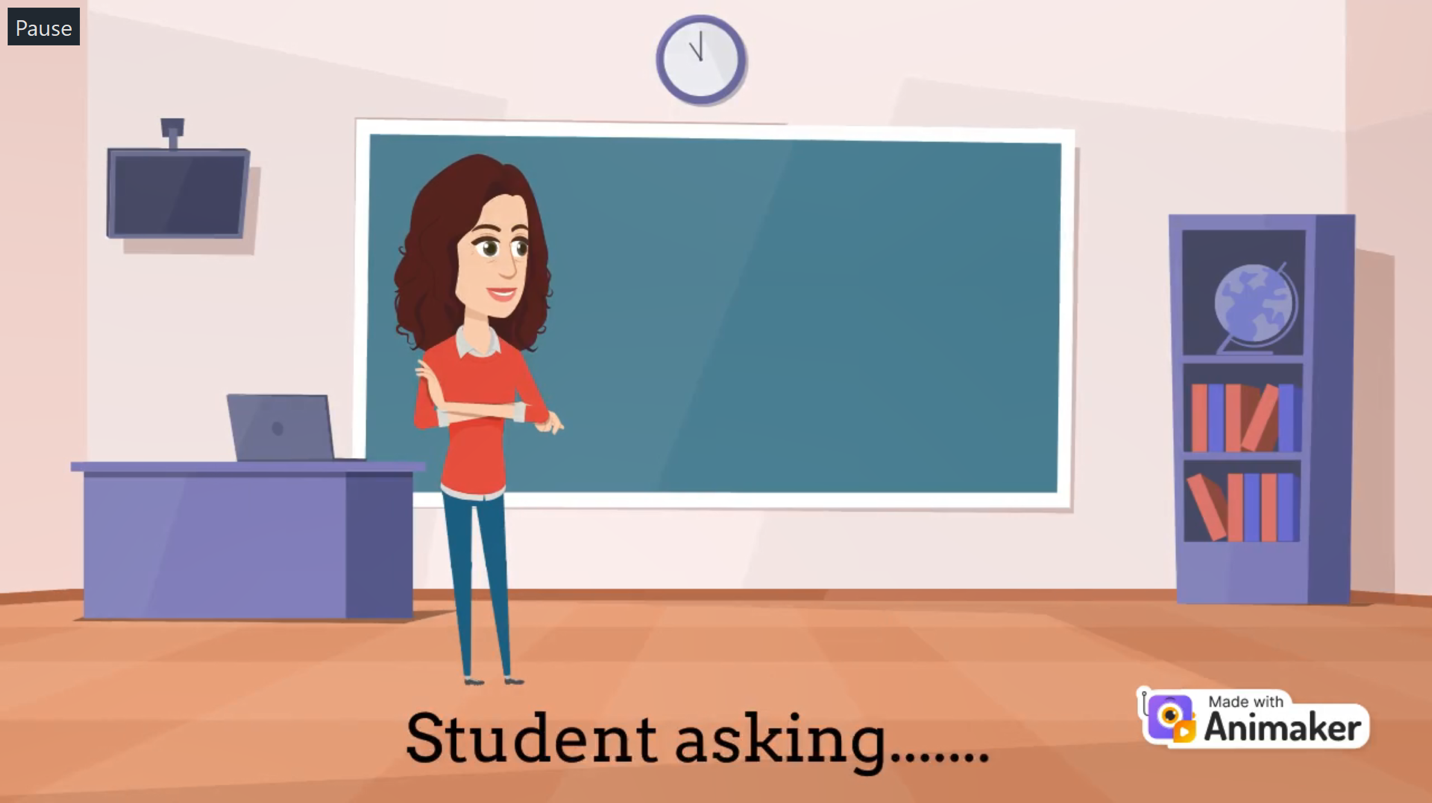 Pause
Student asking.......
Made with
Animaker